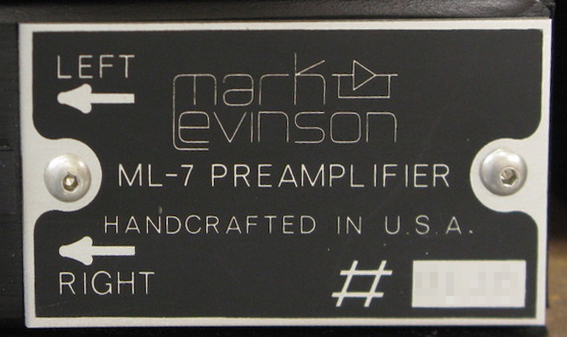 LEFT
mark
Levinson
ML-7 PREAMPLIFIER
HANDCRAFTED IN U.S.A.
RIGHT
#